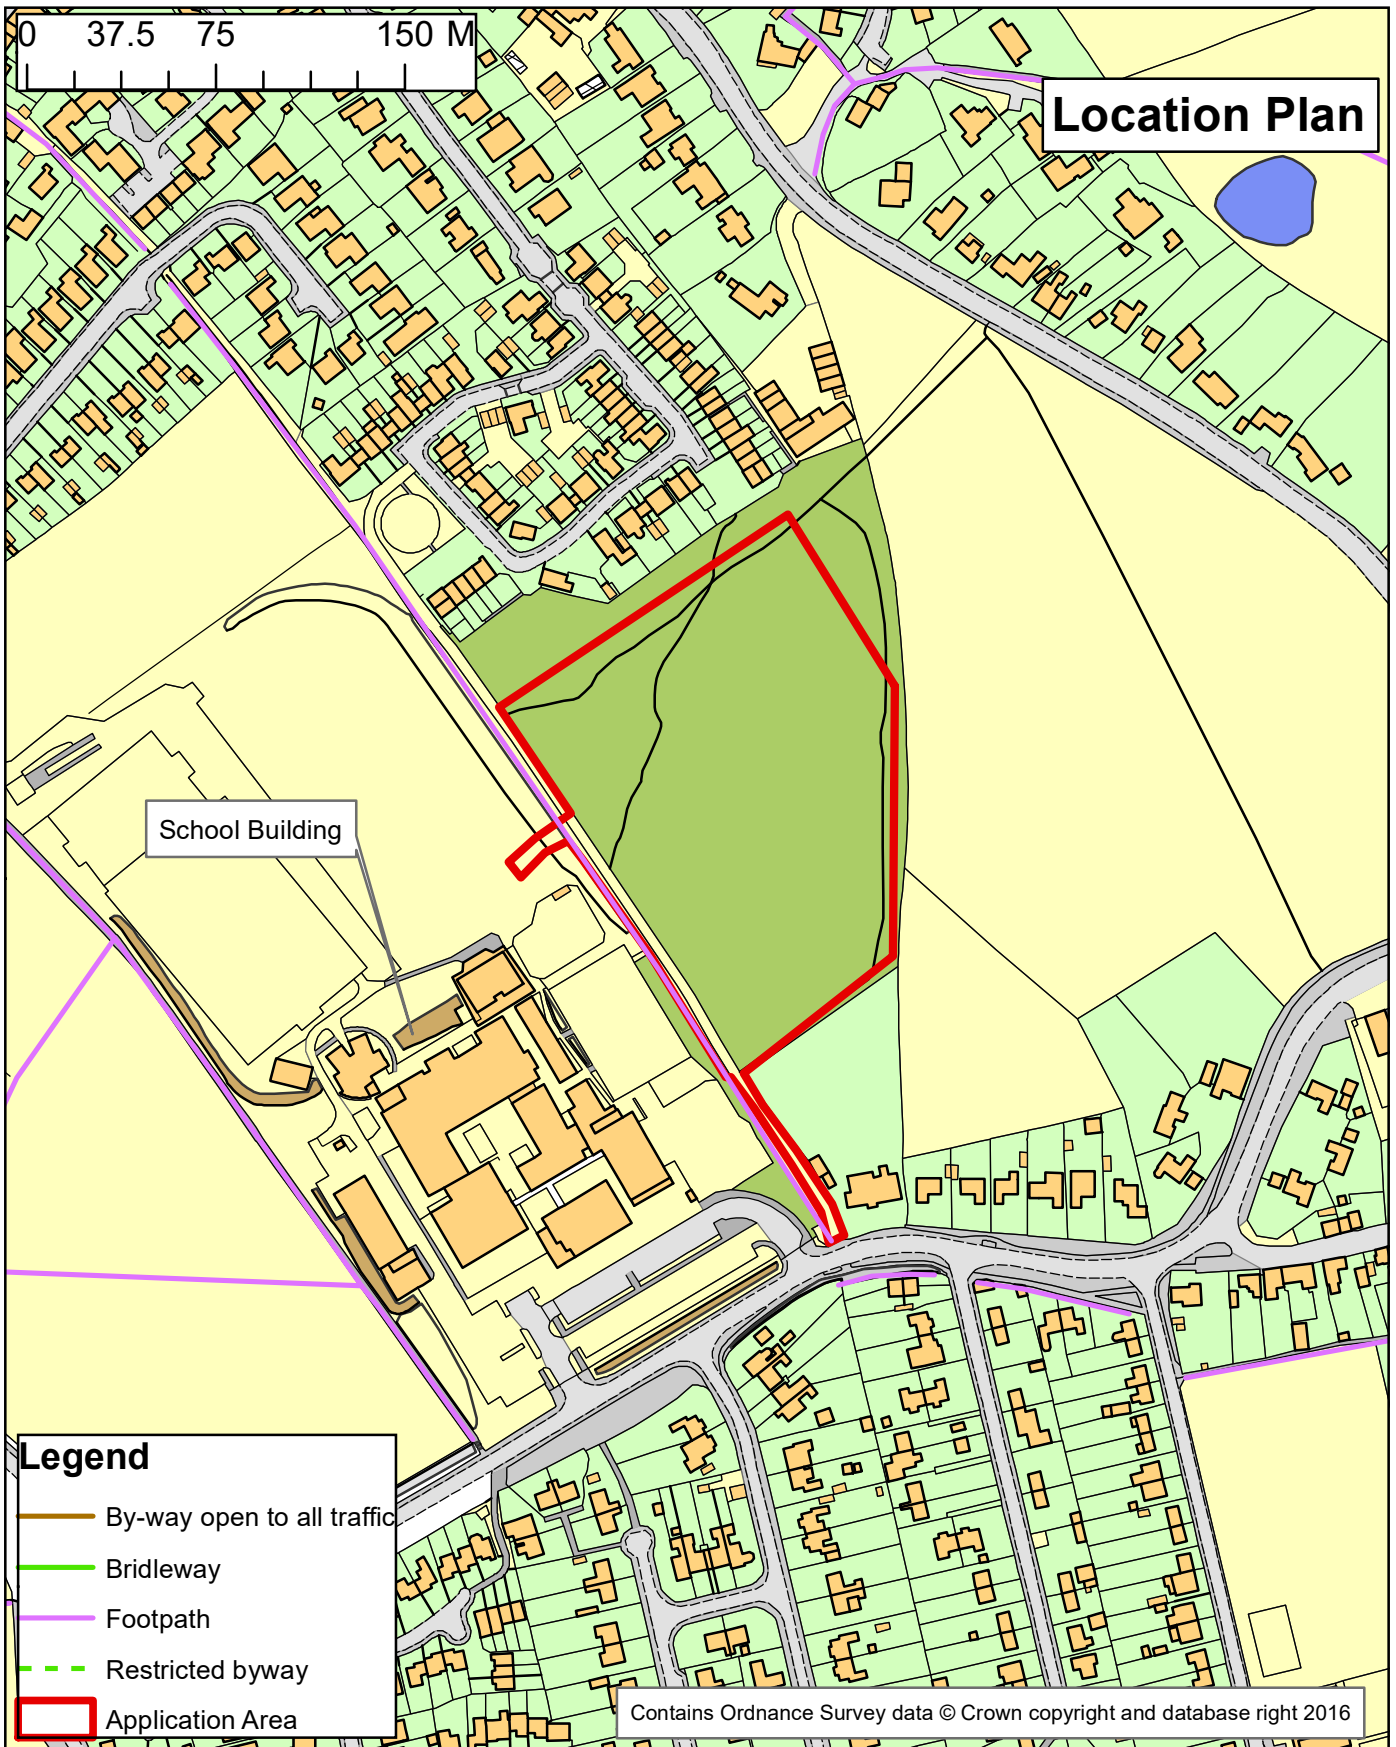 0 37.5 75 150 M
Location Plan
School Building
Legend
By-way open to all traffic
Bridleway
Footpath
Restricted byway
Application Area
Contains Ordnance Survey data © Crown copyright and database right 2016